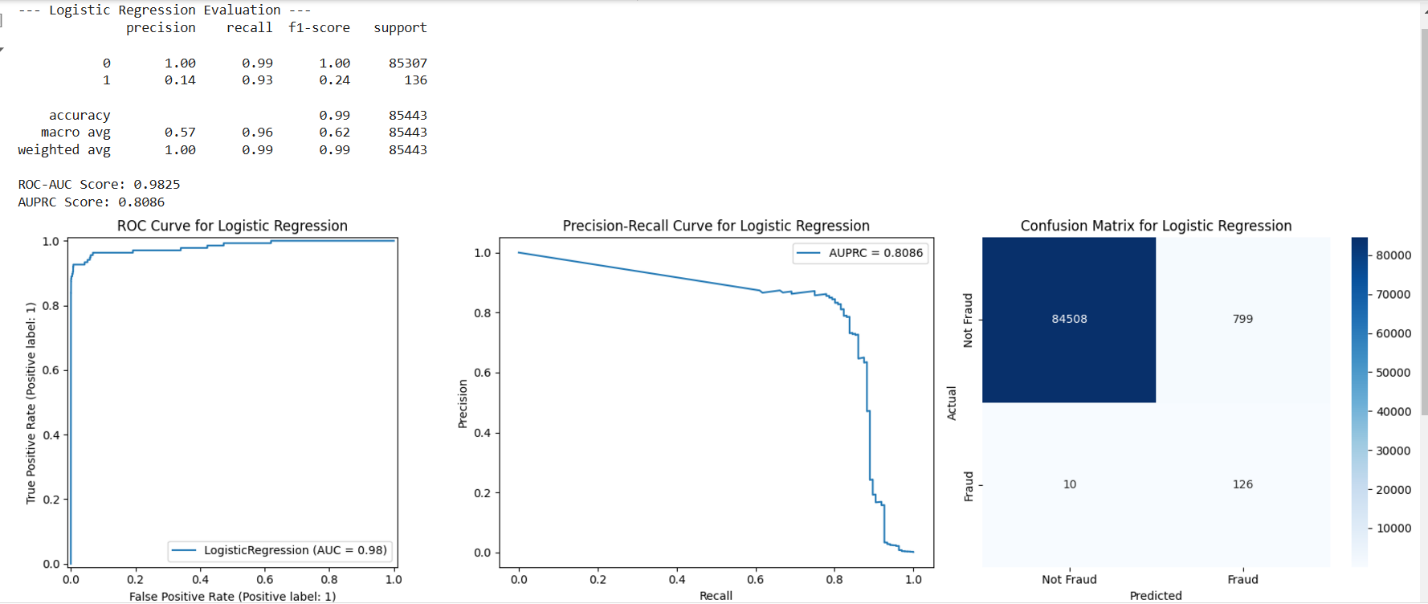 --- Logistic Regression Evaluation ---
precision recall f1-score support
0 1.00 0.99 1.00 85307
1 0.14 0.93 0.24 136
accuracy 0.99 85443
macro avg 0.57 0.96 0.62 85443
weighted avg 1.00 0.99 0.99 85443
ROC-AUC Score: 0.9825
AUPRC Score: 0.8086
ROC Curve for Logistic Regression
1.0
0.8
0.6
0.4
0.2
0.0
True Positive Rate (Positive label: 1)
LogisticRegression (AUC = 0.98)
0.0 0.2 0.4 0.6 0.8 1.0
False Positive Rate (Positive label: 1)
Precision-Recall Curve for Logistic Regression
AUPRC = 0.8086
1.0
0.8
0.6
0.4
0.2
0.0
Precision
0.0 0.2 0.4 0.6 0.8 1.0
Recall
Confusion Matrix for Logistic Regression
Actual
Not Fraud
84508 799
Fraud
10 126
Not Fraud Fraud
Predicted
80000
70000
60000
50000
40000
30000
20000
10000